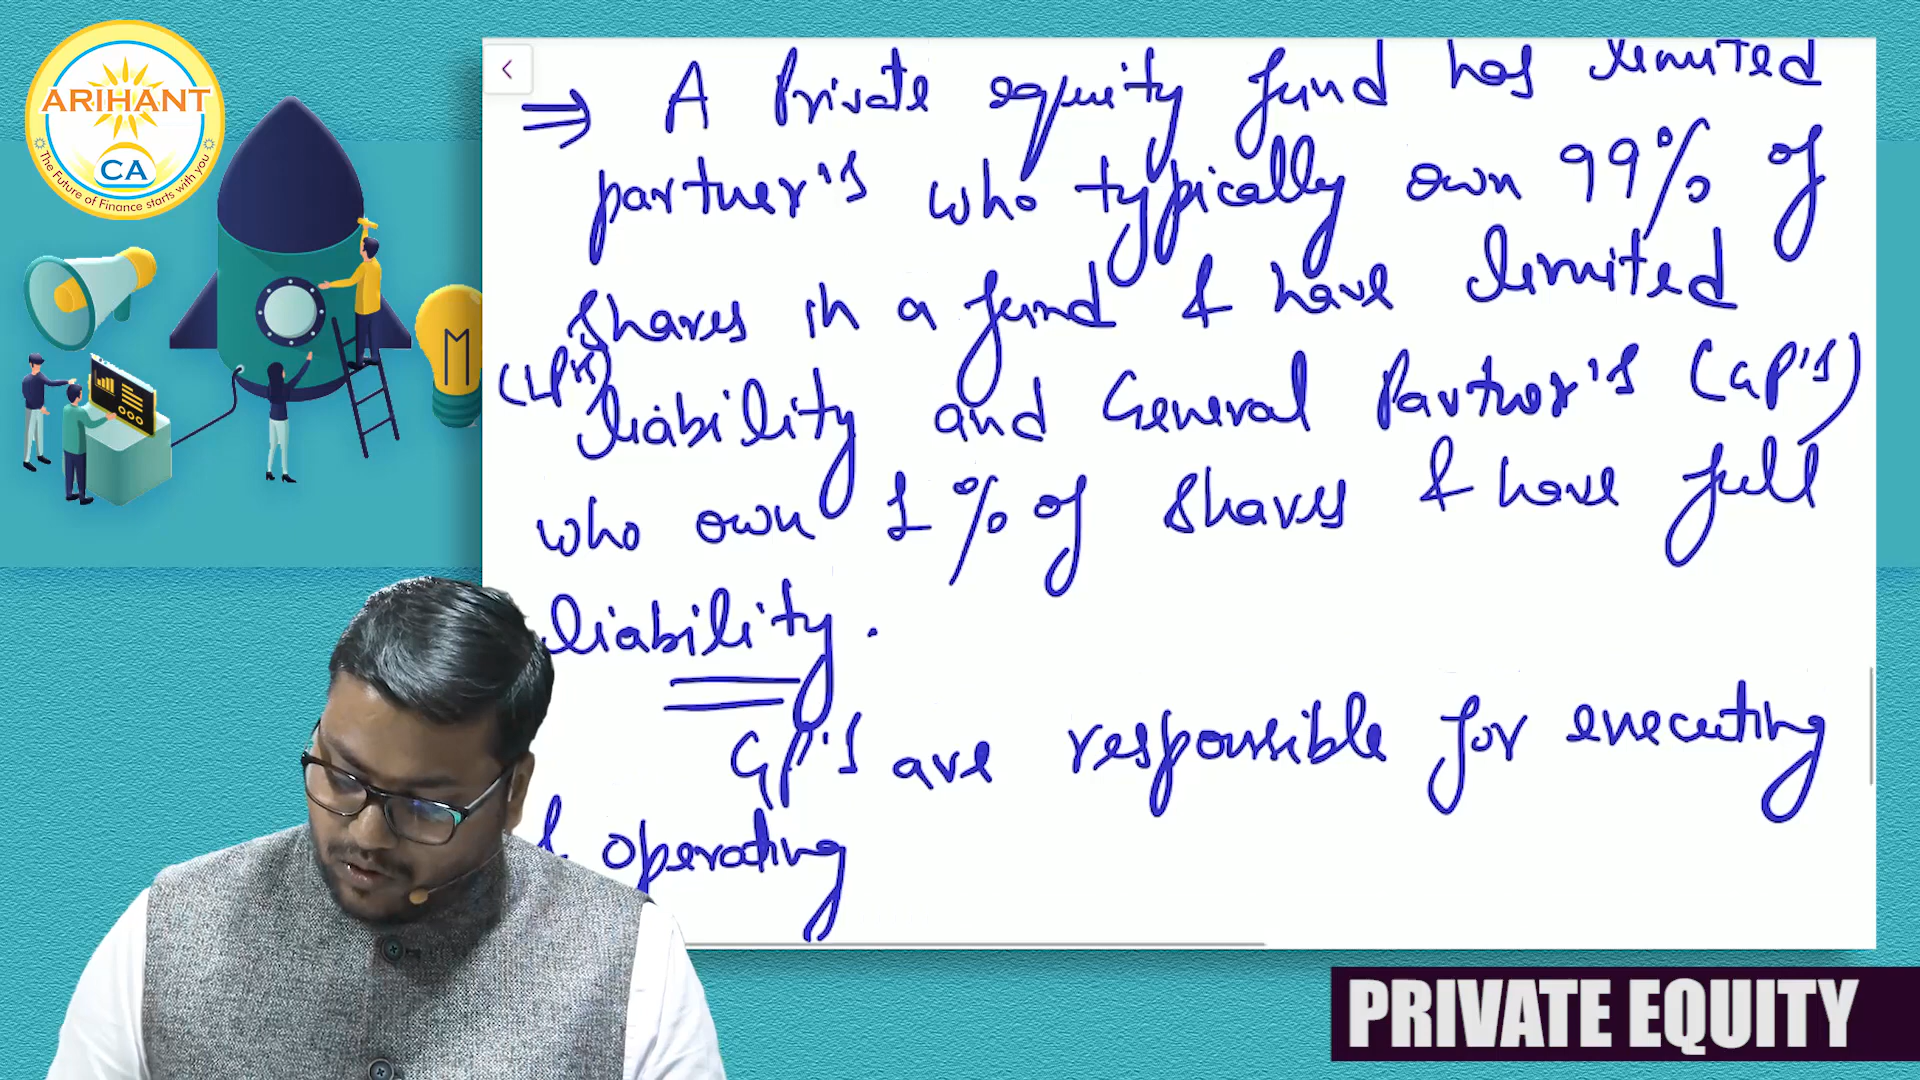 ARIHANT
CA
The Future of Finance starts with you
⇒ A Private equity fund has limited
partner's who typically own 99% of
shares in a fund & have limited
(LP's)
liability and General Partner's (GP's)
who own 1% of shares & have full
liability.
GP's are responsible for executing
& operating
PRIVATE EQUITY